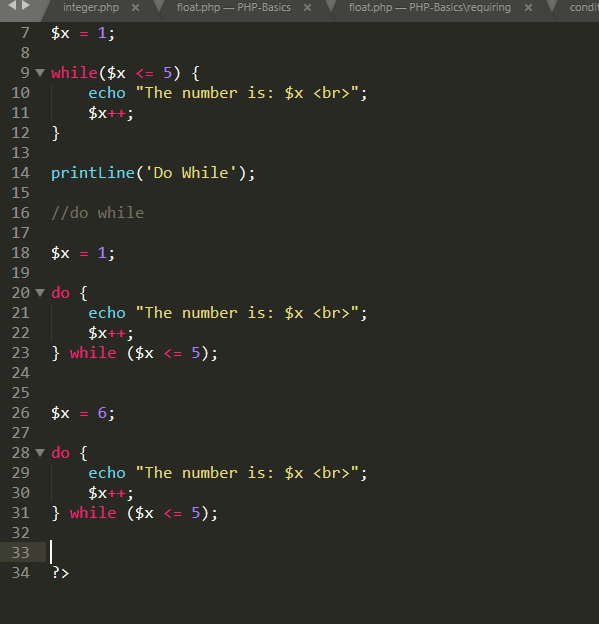 integer.php × float.php — PHP-Basics × float.php — PHP-Basics\requiring × condit
7 $x = 1;
8
9 while($x <= 5) {
10 echo "The number is: $x <br>";
11 $x++;
12 }
13
14 printLine('Do While');
15
16 //do while
17
18 $x = 1;
19
20 do {
21 echo "The number is: $x <br>";
22 $x++;
23 } while ($x <= 5);
24
25
26 $x = 6;
27
28 do {
29 echo "The number is: $x <br>";
30 $x++;
31 } while ($x <= 5);
32
33
34 ?>